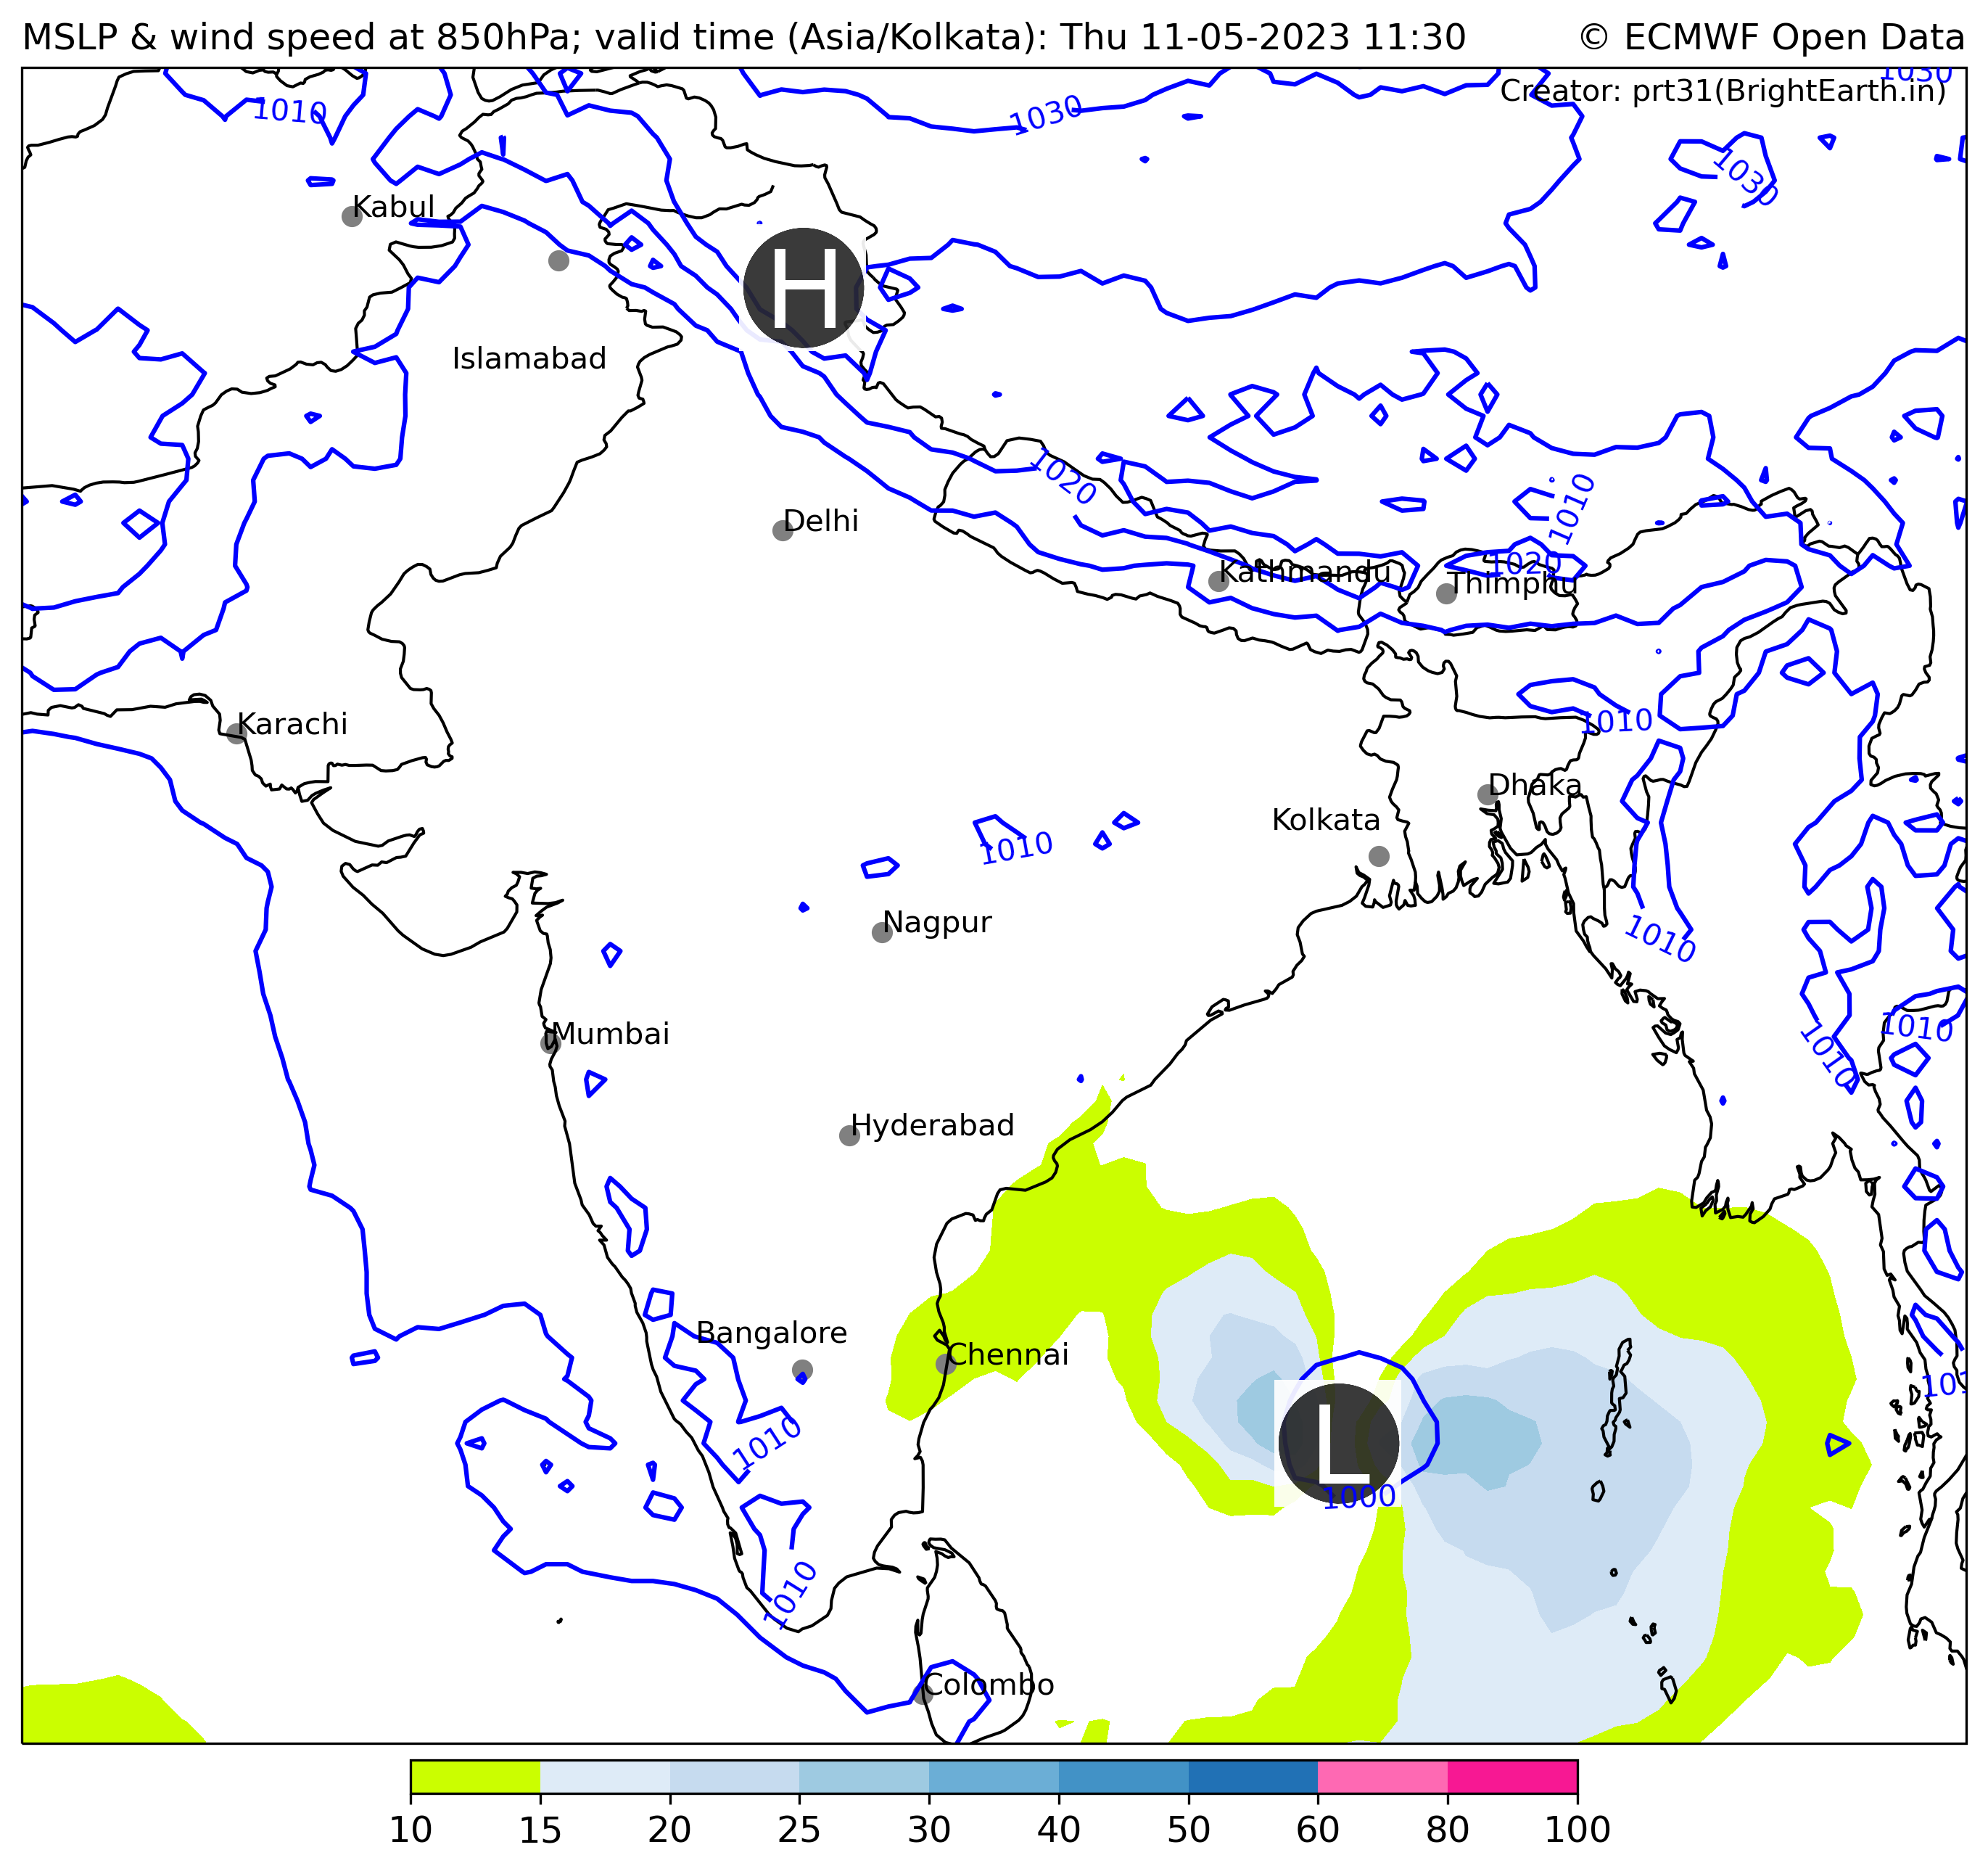 MSLP & wind speed at 850hPa; valid time (Asia/Kolkata): Thu 11-05-2023 11:30 © ECMWF Open Data
1030
Creator: prt31(BrightEarth.in)
1010
1030
1030
Kabul
H
Islamabad
1020
1010
Delhi
1020
Kathmandu
Thimphu
1010
Karachi
Dhaka
Kolkata
1010
Nagpur
1010
1010
Mumbai
1010
Hyderabad
Bangalore
Chennai
101
1010
L
1000
1010
Colombo
10 15 20 25 30 40 50 60 80 100